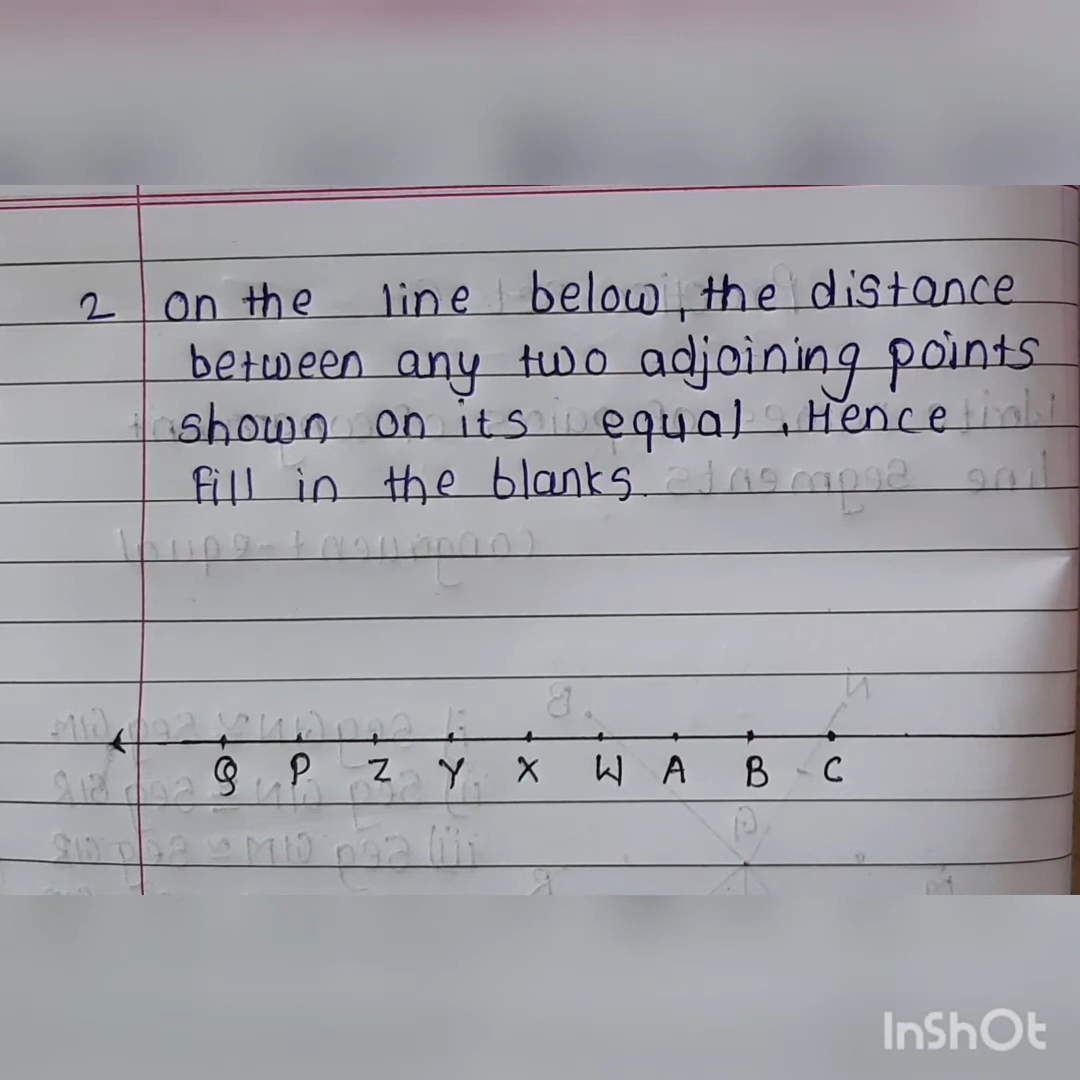 2 on the line below, the distance
between any two adjoining points
shown on its equal. Hence
fill in the blanks.
Q P Z Y X W A B C
InShOt